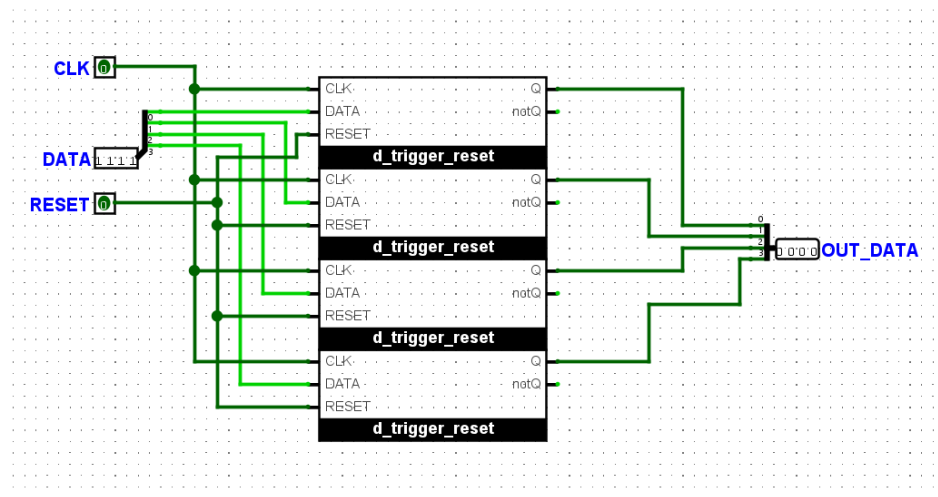 CLK 0
DATA 1 1 1 1
RESET 0
0
1
2
3
CLK Q
DATA notQ
RESET
d_trigger_reset
CLK Q
DATA notQ
RESET
d_trigger_reset
CLK Q
DATA notQ
RESET
d_trigger_reset
CLK Q
DATA notQ
RESET
d_trigger_reset
0
1
2
3
0 0 0 0 OUT_DATA